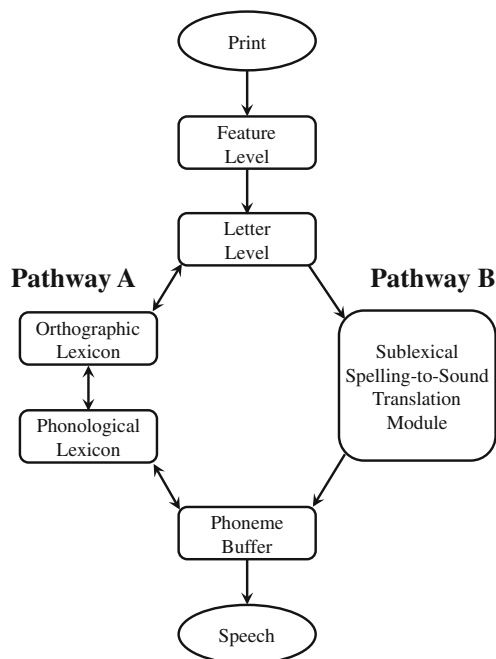 Print
Feature
Level
Letter
Level
Pathway A
Pathway B
Orthographic
Lexicon
Sublexical
Spelling-to-Sound
Translation
Module
Phonological
Lexicon
Phoneme
Buffer
Speech